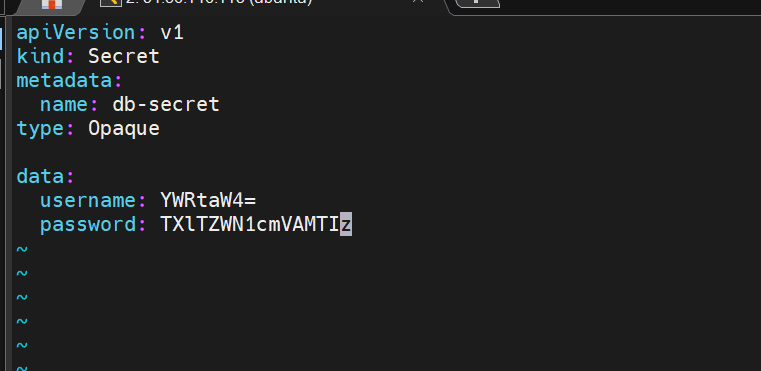 apiVersion: v1
kind: Secret
metadata:
  name: db-secret
type: Opaque

data:
  username: YWRtaW4=
  password: TXlTZWN1cmVAMTIz
~
~
~
~
~
~